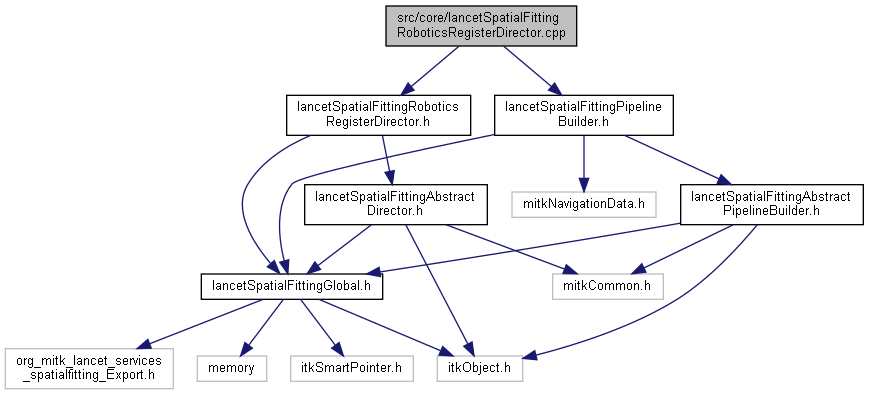 src/core/lancetSpatialFitting
RoboticsRegisterDirector.cpp
lancetSpatialFittingRobotics
RegisterDirector.h
lancetSpatialFittingPipeline
Builder.h
lancetSpatialFittingAbstract
Director.h
mitkNavigationData.h
lancetSpatialFittingAbstract
PipelineBuilder.h
lancetSpatialFittingGlobal.h
mitkCommon.h
org_mitk_lancet_services
_spatialfitting_Export.h
memory
itkSmartPointer.h
itkObject.h